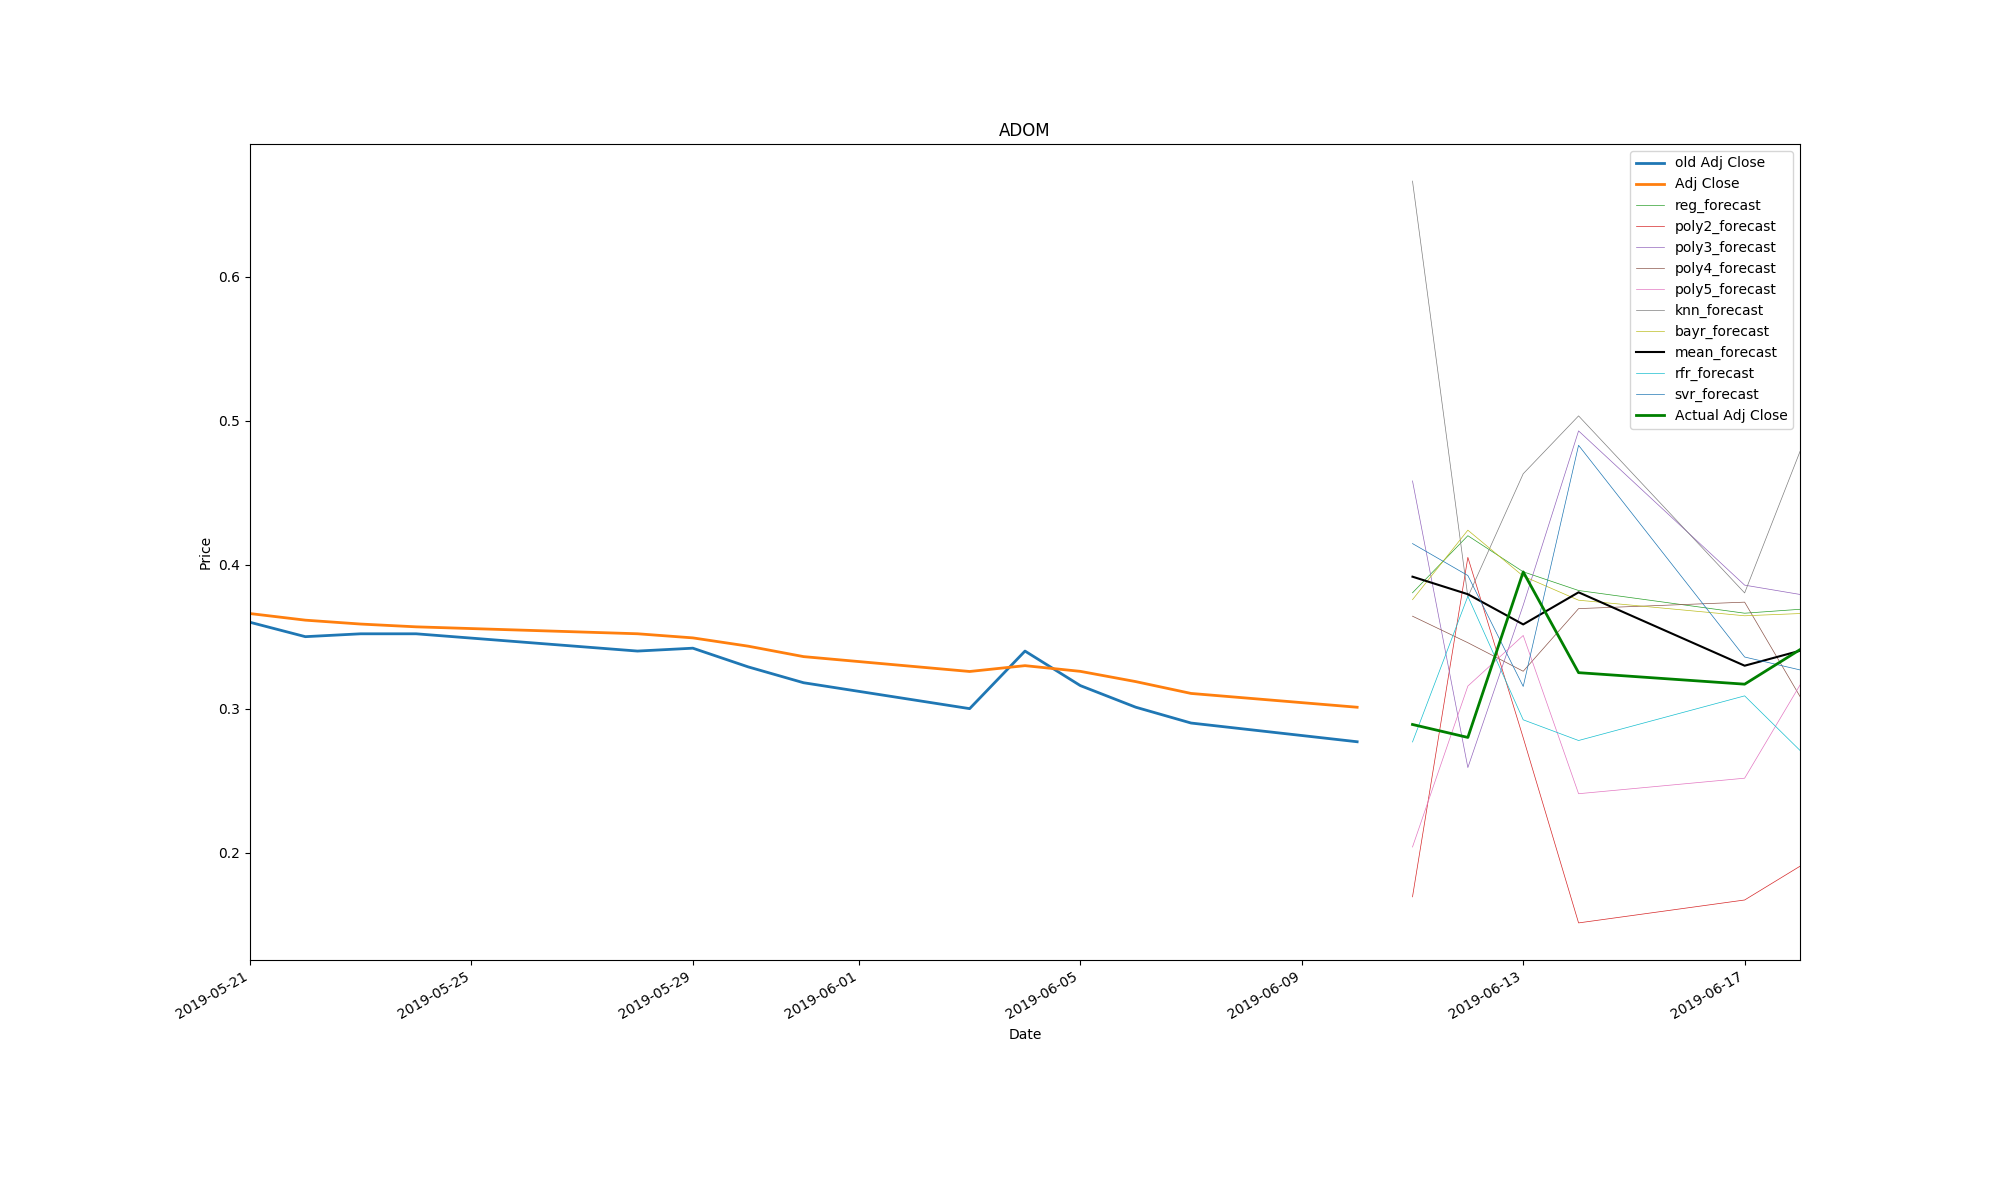 ADOM
old Adj Close
Adj Close
reg_forecast
poly2_forecast
poly3_forecast
poly4_forecast
poly5_forecast
knn_forecast
bayr_forecast
mean_forecast
rfr_forecast
svr_forecast
Actual Adj Close
0.6
0.5
0.4
0.3
0.2
Price
2019-05-21
2019-05-25
2019-05-29
2019-06-01
2019-06-05
2019-06-09
2019-06-13
2019-06-17
Date